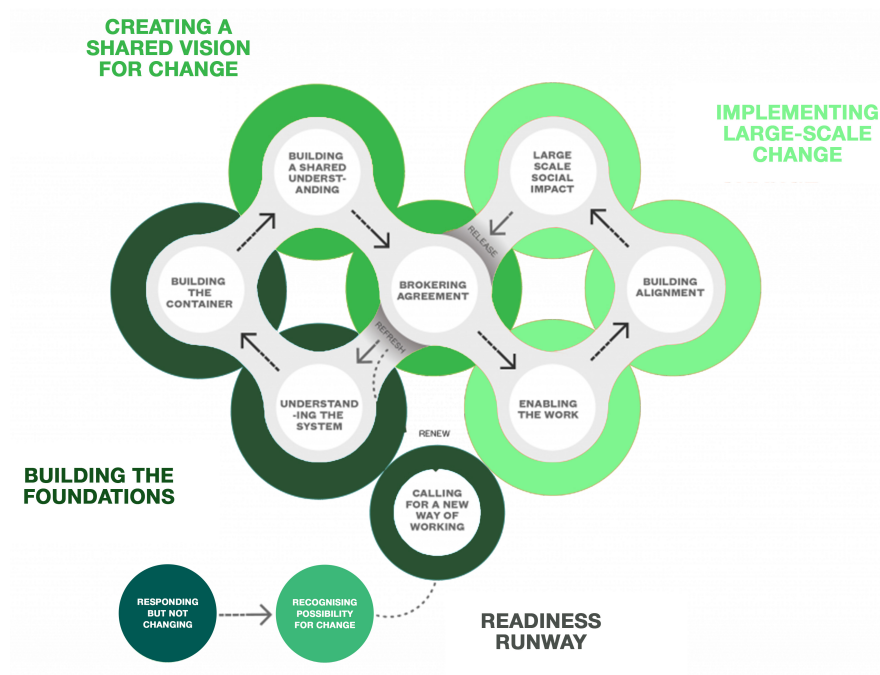 CREATING A
SHARED VISION
FOR CHANGE
IMPLEMENTING
LARGE-SCALE
CHANGE
BUILDING
A SHARED
UNDERST-
ANDING
LARGE
SCALE
SOCIAL
IMPACT
RELEASE
BUILDING
THE
CONTAINER
BROKERING
AGREEMENT
BUILDING
ALIGNMENT
REFRESH
UNDERSTAND
-ING THE
SYSTEM
ENABLING
THE WORK
RENEW
BUILDING THE
FOUNDATIONS
CALLING
FOR A NEW
WAY OF
WORKING
RESPONDING
BUT NOT
CHANGING
RECOGNISING
POSSIBILITY
FOR CHANGE
READINESS
RUNWAY